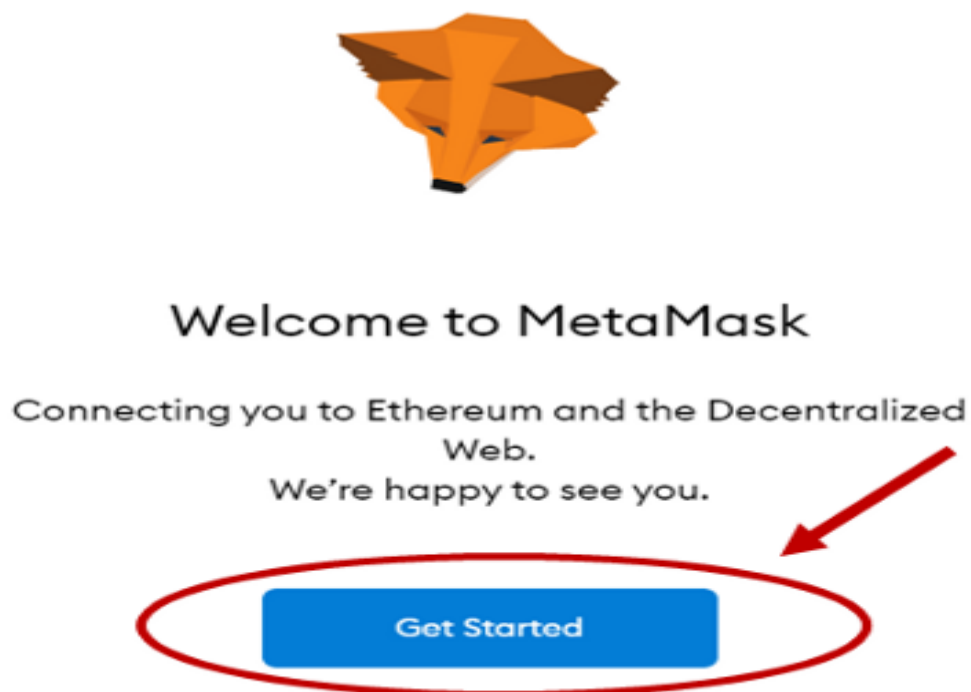 Welcome to MetaMask
Connecting you to Ethereum and the Decentralized
Web.
We're happy to see you.
Get Started